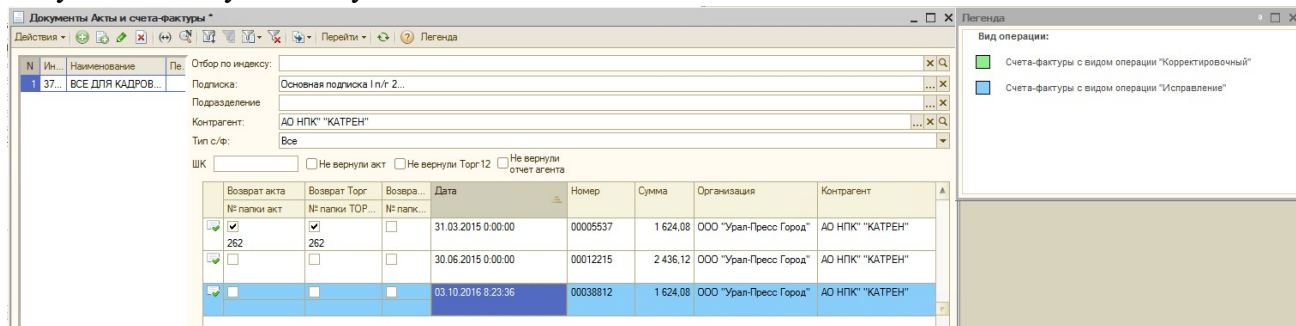 Документы Акты и счета-фактуры *
Действия Перейти Легенда
N Ин... Наименование Пе.
1 37... ВСЕ ДЛЯ КАДРОВ...
Отбор по индексу:
Подписка: Основная подписка I п/г 2...
Подразделение
Контрагент: АО НПК" "КАТРЕН"
Тип с/ф: Все
ШК Не вернули акт Не вернули Торг12 Не вернули
отчет агента
Возврат акта Возврат Торг Возвра... Дата Номер Сумма Организация Контрагент
№ папки акт № папки ТОР... № папк...
31.03.2015 0:00:00 00005537 1 624,08 ООО "Урал-Пресс Город" АО НПК" "КАТРЕН"
262 262
30.06.2015 0:00:00 00012215 2 436,12 ООО "Урал-Пресс Город" АО НПК" "КАТРЕН"
03.10.2016 8:23:36 00038812 1 624,08 ООО "Урал-Пресс Город" АО НПК" "КАТРЕН"
Легенда
Вид операции:
Счета-фактуры с видом операции "Корректировочный"
Счета-фактуры с видом операции "Исправление"